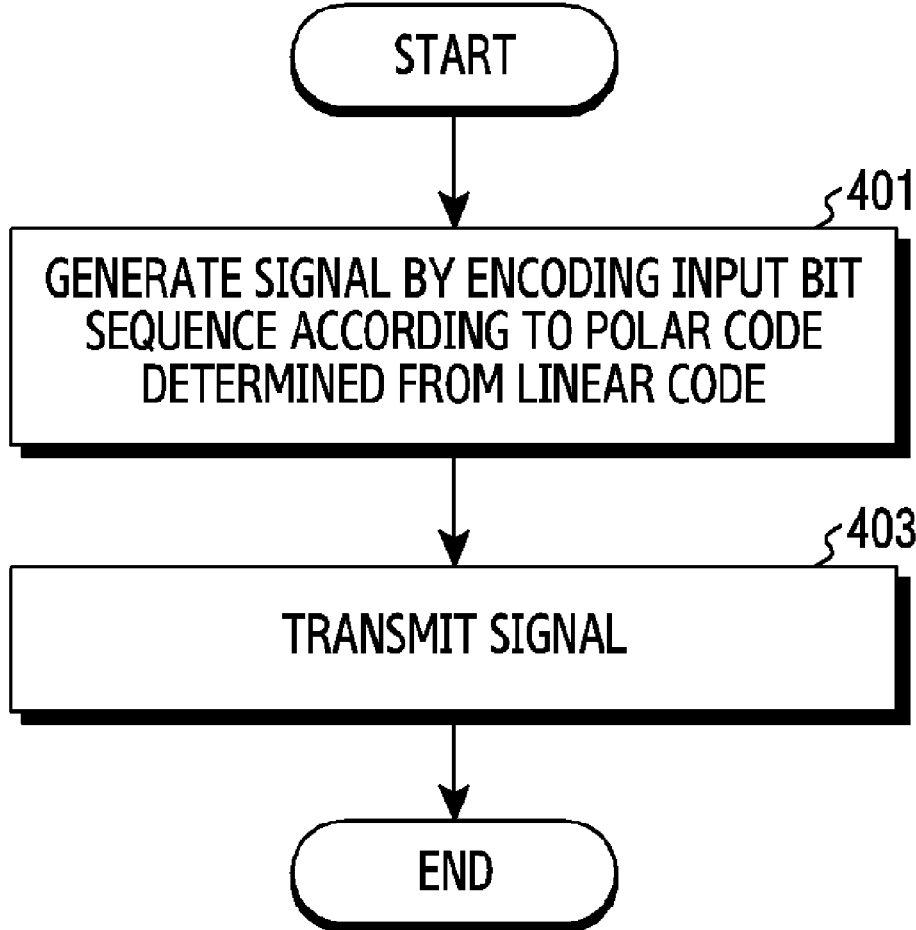 START
401
GENERATE SIGNAL BY ENCODING INPUT BIT
SEQUENCE ACCORDING TO POLAR CODE
DETERMINED FROM LINEAR CODE
403
TRANSMIT SIGNAL
END